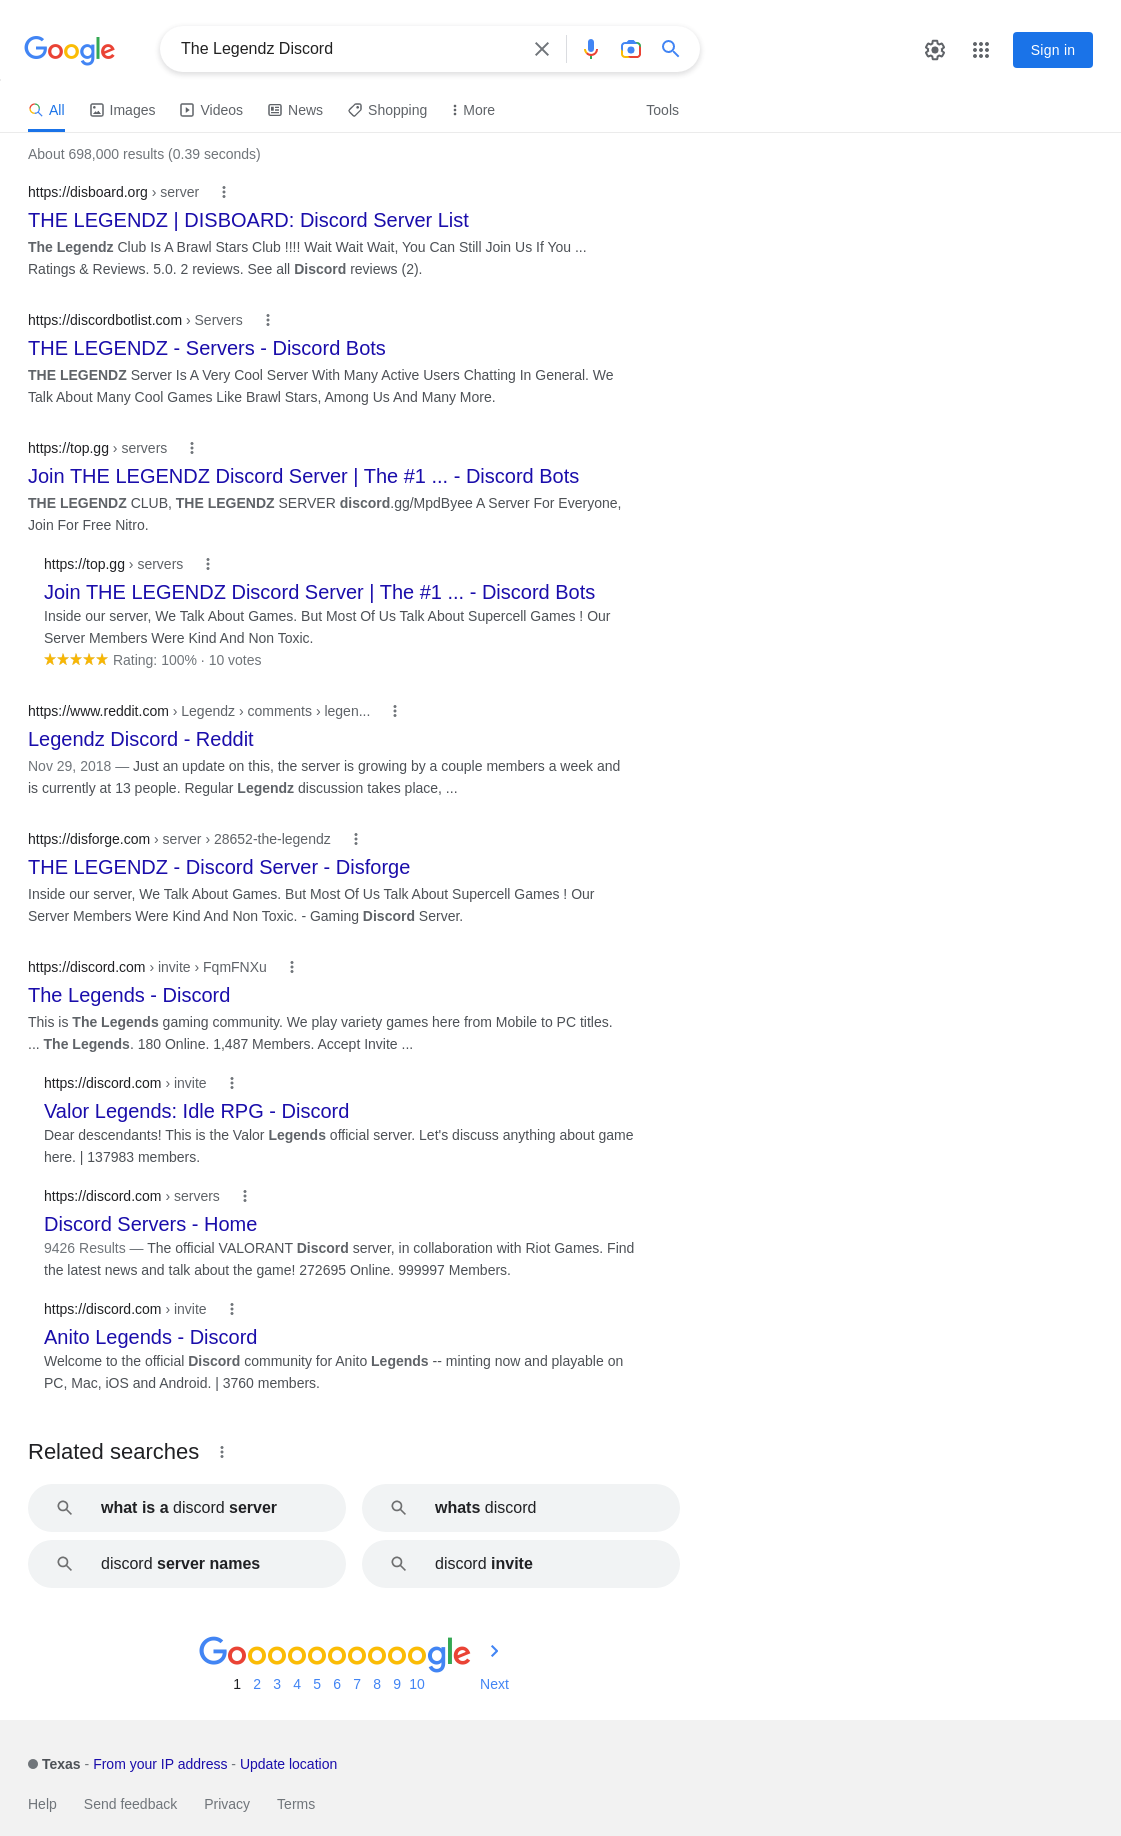 Google
The Legendz Discord
Sign in
All
Images
Videos
News
Shopping
More
Tools
About 698,000 results (0.39 seconds)
https://disboard.org › server
THE LEGENDZ | DISBOARD: Discord Server List
The Legendz Club Is A Brawl Stars Club !!!! Wait Wait Wait, You Can Still Join Us If You ...
Ratings & Reviews. 5.0. 2 reviews. See all Discord reviews (2).
https://discordbotlist.com › Servers
THE LEGENDZ - Servers - Discord Bots
THE LEGENDZ Server Is A Very Cool Server With Many Active Users Chatting In General. We
Talk About Many Cool Games Like Brawl Stars, Among Us And Many More.
https://top.gg › servers
Join THE LEGENDZ Discord Server | The #1 ... - Discord Bots
THE LEGENDZ CLUB, THE LEGENDZ SERVER discord.gg/MpdByee A Server For Everyone,
Join For Free Nitro.
https://top.gg › servers
Join THE LEGENDZ Discord Server | The #1 ... - Discord Bots
Inside our server, We Talk About Games. But Most Of Us Talk About Supercell Games ! Our
Server Members Were Kind And Non Toxic.
Rating: 100% · 10 votes
https://www.reddit.com › Legendz › comments › legen...
Legendz Discord - Reddit
Nov 29, 2018 — Just an update on this, the server is growing by a couple members a week and
is currently at 13 people. Regular Legendz discussion takes place, ...
https://disforge.com › server › 28652-the-legendz
THE LEGENDZ - Discord Server - Disforge
Inside our server, We Talk About Games. But Most Of Us Talk About Supercell Games ! Our
Server Members Were Kind And Non Toxic. - Gaming Discord Server.
https://discord.com › invite › FqmFNXu
The Legends - Discord
This is The Legends gaming community. We play variety games here from Mobile to PC titles.
... The Legends. 180 Online. 1,487 Members. Accept Invite ...
https://discord.com › invite
Valor Legends: Idle RPG - Discord
Dear descendants! This is the Valor Legends official server. Let's discuss anything about game
here. | 137983 members.
https://discord.com › servers
Discord Servers - Home
9426 Results — The official VALORANT Discord server, in collaboration with Riot Games. Find
the latest news and talk about the game! 272695 Online. 999997 Members.
https://discord.com › invite
Anito Legends - Discord
Welcome to the official Discord community for Anito Legends -- minting now and playable on
PC, Mac, iOS and Android. | 3760 members.
Related searches
what is a discord server
whats discord
discord server names
discord invite
Goooooooooogle
1 2 3 4 5 6 7 8 9 10 Next
Texas - From your IP address - Update location
Help Send feedback Privacy Terms